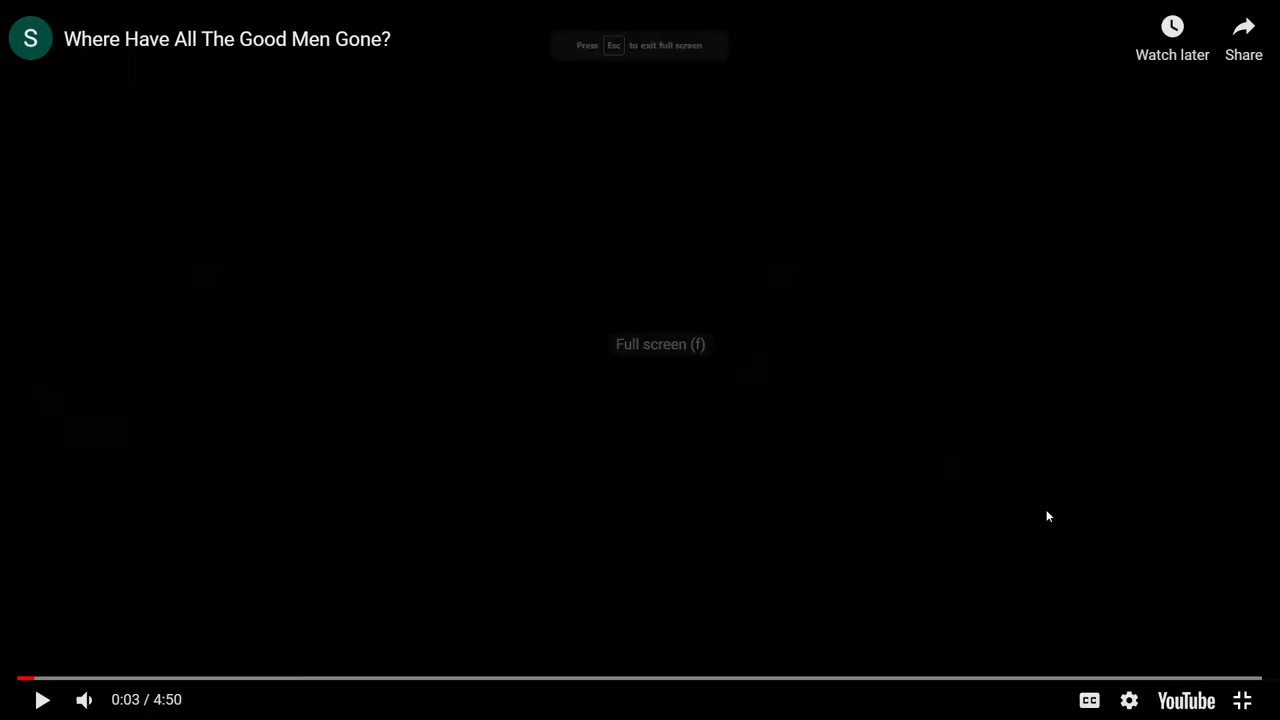 S
Where Have All The Good Men Gone?
Press Esc to exit full screen
Watch later
Share
Full screen (f)
0:03 / 4:50
CC
YouTube